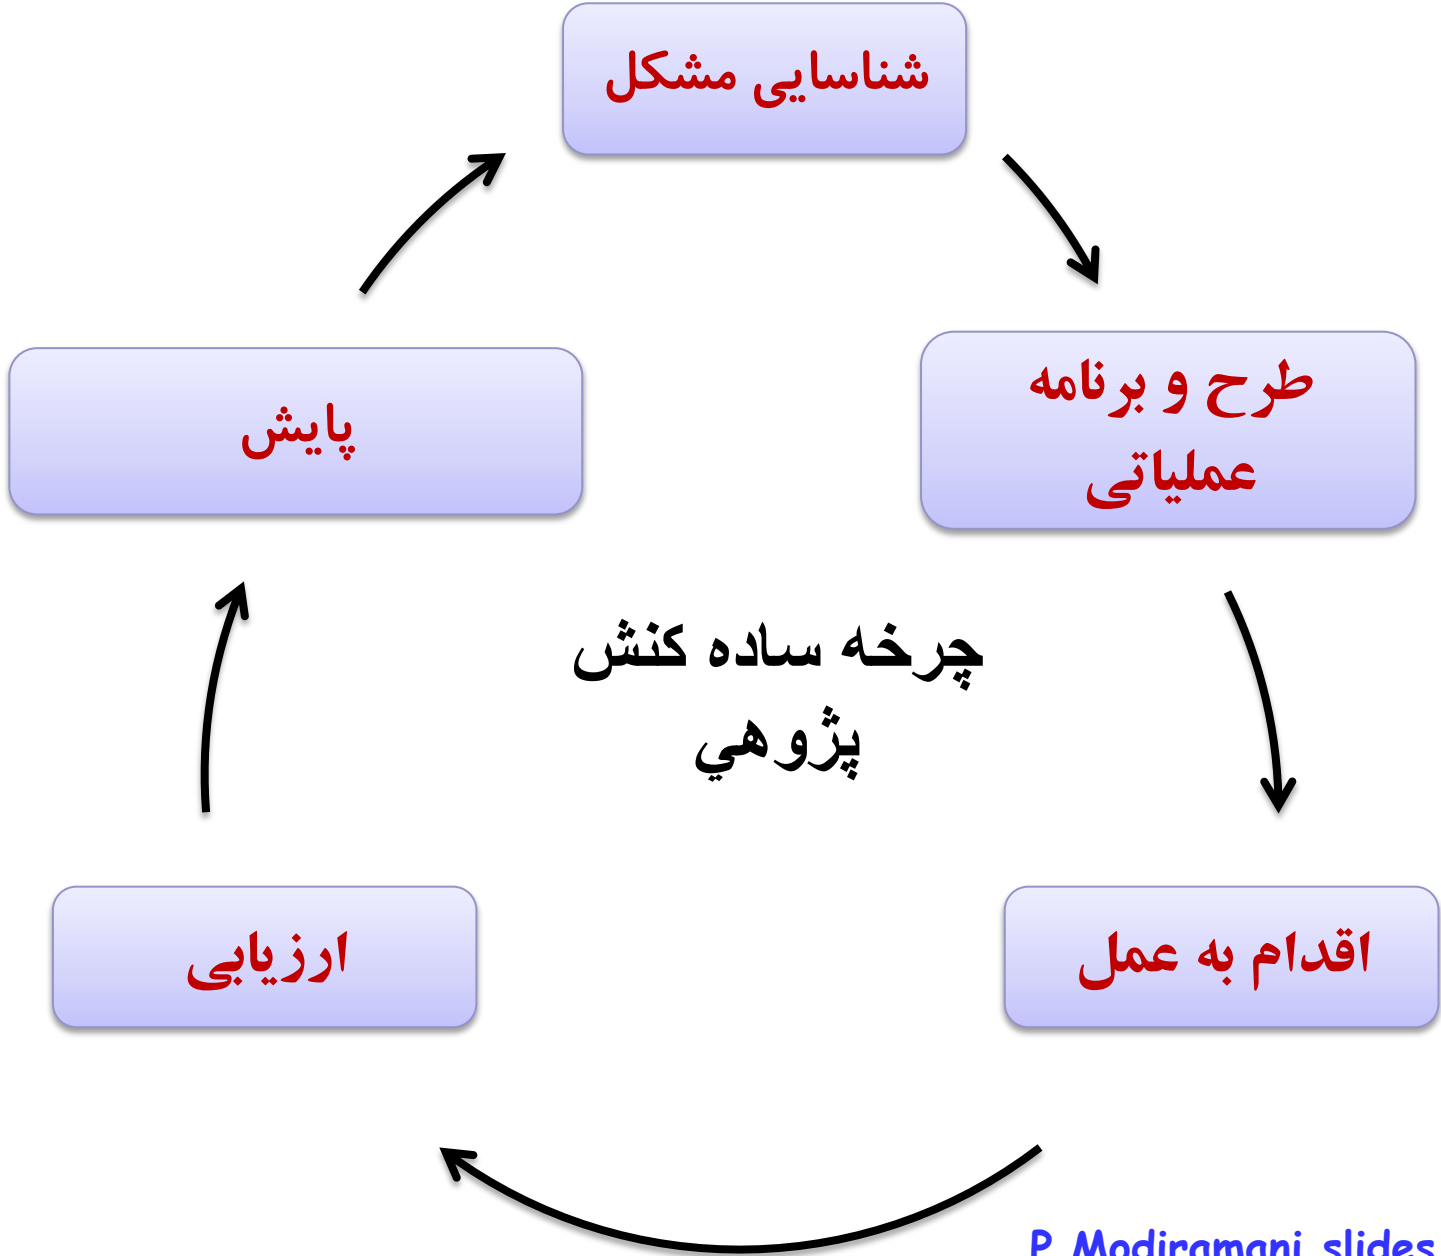 شناسایی مشکل
طرح و برنامه
عملیاتی
پایش
چرخه ساده کنش
پژوهي
اقدام به عمل
ارزیابی
P Modiramani slides